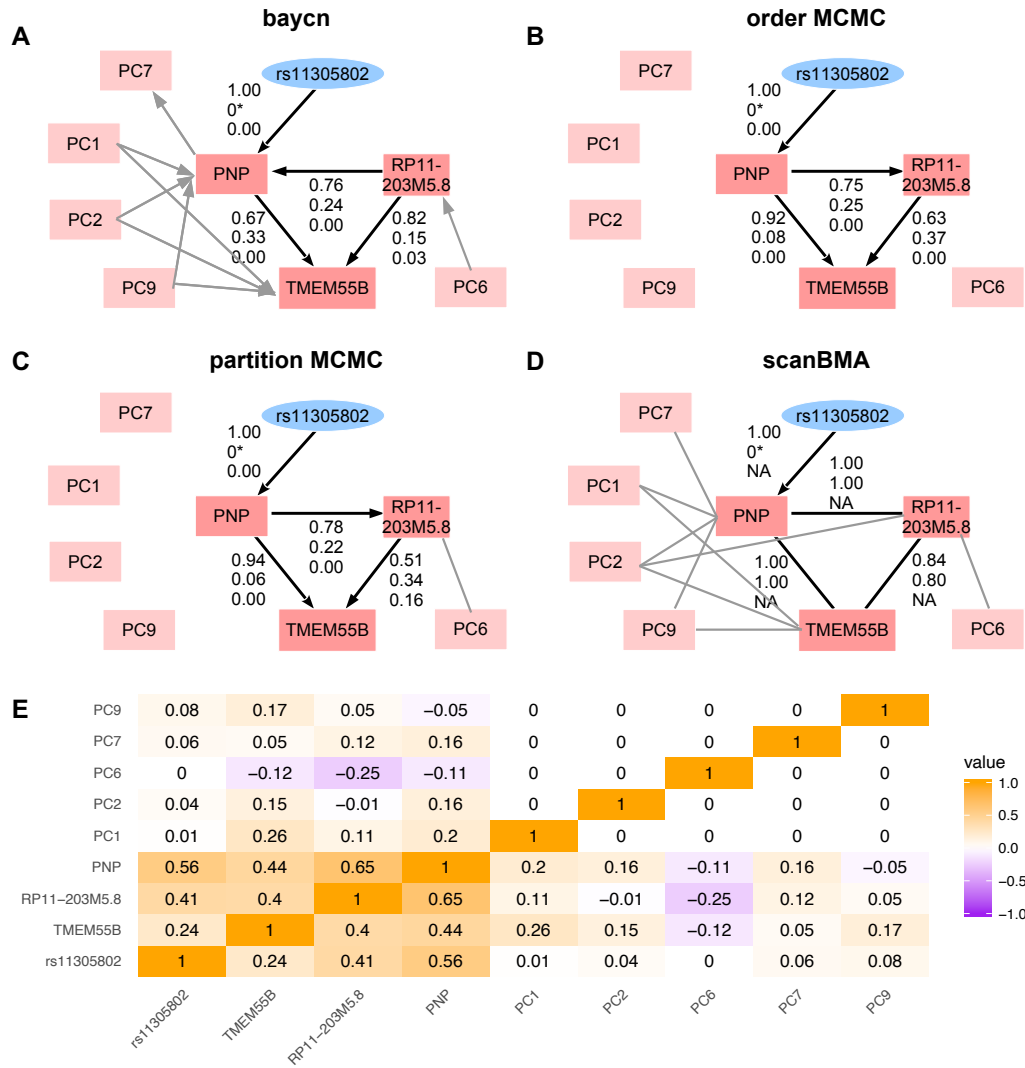 A
baycn
PC7
rs11305802
1.00
0*
0.00
PC1
PNP
RP11-
203M5.8
0.76
0.24
0.00
PC2
0.67
0.33
0.00
0.82
0.15
0.03
PC9
TMEM55B
PC6
B
order MCMC
PC7
rs11305802
1.00
0*
0.00
PC1
PNP
RP11-
203M5.8
0.75
0.25
0.00
PC2
0.92
0.08
0.00
0.63
0.37
0.00
PC9
TMEM55B
PC6
C
partition MCMC
PC7
rs11305802
1.00
0*
0.00
PC1
PNP
RP11-
203M5.8
0.78
0.22
0.00
PC2
0.94
0.06
0.00
0.51
0.34
0.16
PC9
TMEM55B
PC6
D
scanBMA
PC7
rs11305802
1.00
0*
NA
1.00
1.00
NA
PC1
PNP
RP11-
203M5.8
PC2
1.00
1.00
NA
0.84
0.80
NA
PC9
TMEM55B
PC6
E
PC9 0.08 0.17 0.05 −0.05 0 0 0 0 1
PC7 0.06 0.05 0.12 0.16 0 0 0 1 0
PC6 0 −0.12 −0.25 −0.11 0 0 1 0 0
PC2 0.04 0.15 −0.01 0.16 0 1 0 0 0
PC1 0.01 0.26 0.11 0.2 1 0 0 0 0
PNP 0.56 0.44 0.65 1 0.2 0.16 −0.11 0.16 −0.05
RP11−203M5.8 0.41 0.4 1 0.65 0.11 −0.01 −0.25 0.12 0.05
TMEM55B 0.24 1 0.4 0.44 0.26 0.15 −0.12 0.05 0.17
rs11305802 1 0.24 0.41 0.56 0.01 0.04 0 0.06 0.08
rs11305802 TMEM55B RP11−203M5.8 PNP PC1 PC2 PC6 PC7 PC9
value
1.0
0.5
0.0
−0.5
−1.0